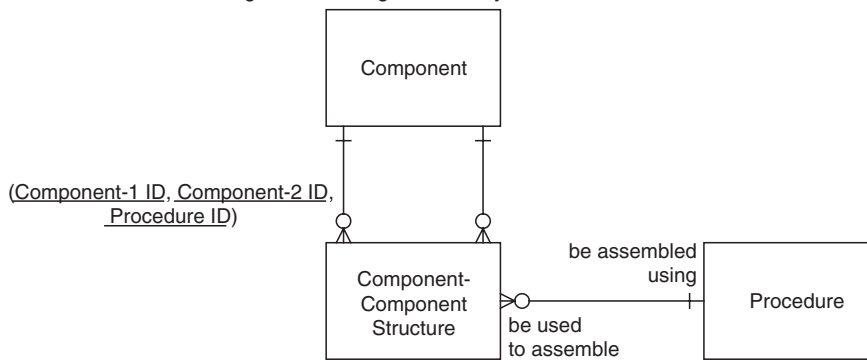 Component
(Component-1 ID, Component-2 ID,
Procedure ID)
Component-
Component
Structure
be assembled
using
be used
to assemble
Procedure